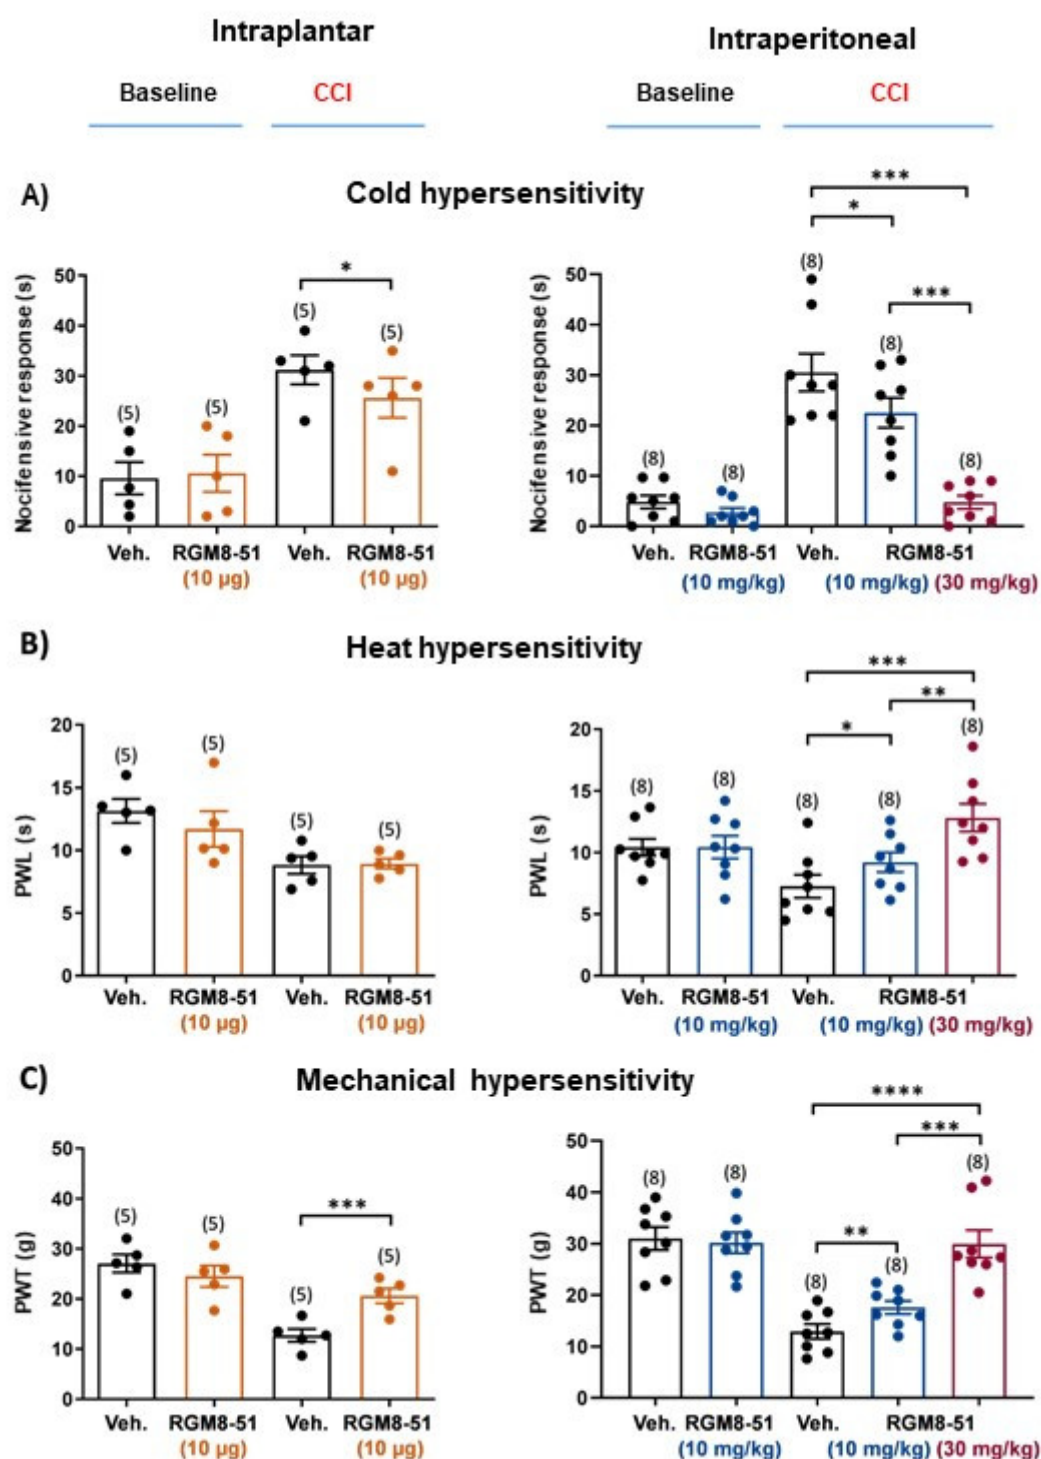 Intraplantar
Intraperitoneal
Baseline CCI
Baseline CCI
A) Cold hypersensitivity
Nocifensive response (s)
50
40
30
20
10
0
(5) (5) (5) (5)
*
Veh. RGM8-51 Veh. RGM8-51
(10 µg) (10 µg)
Nocifensive response (s)
50
40
30
20
10
0
(8) (8) (8) (8) (8)
***
*
***
Veh. RGM8-51 Veh. RGM8-51
(10 mg/kg) (10 mg/kg) (30 mg/kg)
B) Heat hypersensitivity
PWL (s)
20
15
10
5
0
(5) (5) (5) (5)
Veh. RGM8-51 Veh. RGM8-51
(10 µg) (10 µg)
PWL (s)
20
15
10
5
0
(8) (8) (8) (8) (8)
***
**
*
Veh. RGM8-51 Veh. RGM8-51
(10 mg/kg) (10 mg/kg) (30 mg/kg)
C) Mechanical hypersensitivity
PWT (g)
50
40
30
20
10
0
(5) (5) (5) (5)
***
Veh. RGM8-51 Veh. RGM8-51
(10 µg) (10 µg)
PWT (g)
50
40
30
20
10
0
(8) (8) (8) (8) (8)
****
***
**
Veh. RGM8-51 Veh. RGM8-51
(10 mg/kg) (10 mg/kg) (30 mg/kg)